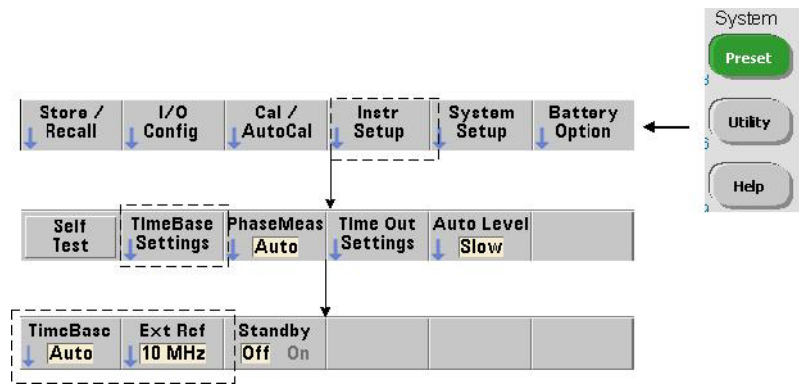 System
Preset
Utility
Help
Store / Recall
I/O Config
Cal / AutoCal
Instr Setup
System Setup
Battery Option
Self Test
TimeBase Settings
PhaseMeas Auto
Time Out Settings
Auto Level Slow
TimeBase Auto
Ext Ref 10 MHz
Standby Off On